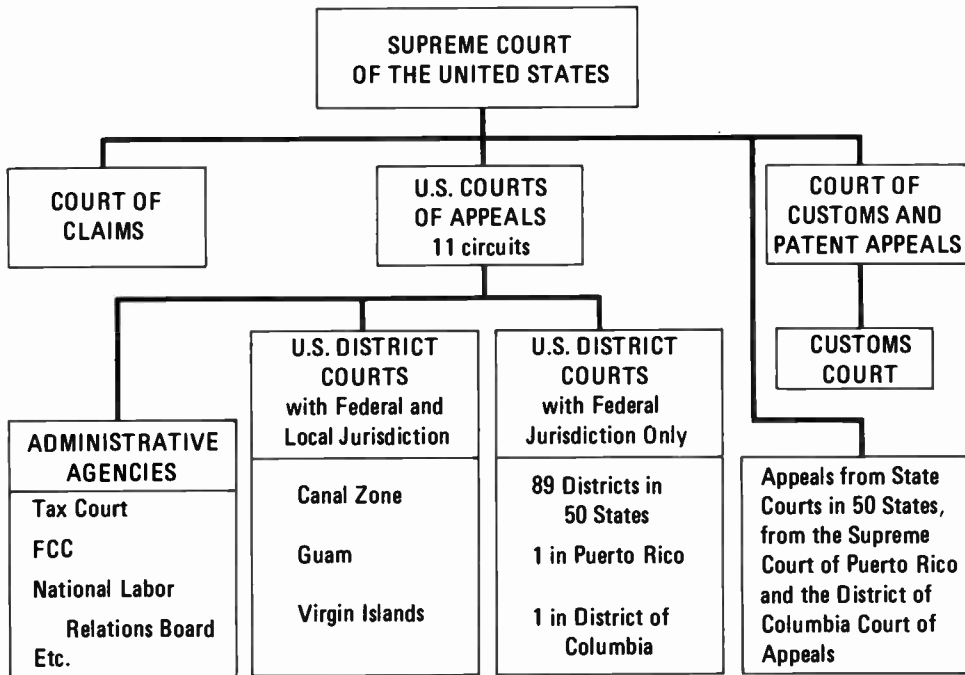 SUPREME COURT
OF THE UNITED STATES
COURT OF
CLAIMS
U.S. COURTS
OF APPEALS
11 circuits
COURT OF
CUSTOMS AND
PATENT APPEALS
CUSTOMS
COURT
ADMINISTRATIVE
AGENCIES
Tax Court
FCC
National Labor
Relations Board
Etc.
U.S. DISTRICT
COURTS
with Federal and
Local Jurisdiction
Canal Zone
Guam
Virgin Islands
U.S. DISTRICT
COURTS
with Federal
Jurisdiction Only
89 Districts in
50 States
1 in Puerto Rico
1 in District of
Columbia
Appeals from State
Courts in 50 States,
from the Supreme
Court of Puerto Rico
and the District of
Columbia Court of
Appeals